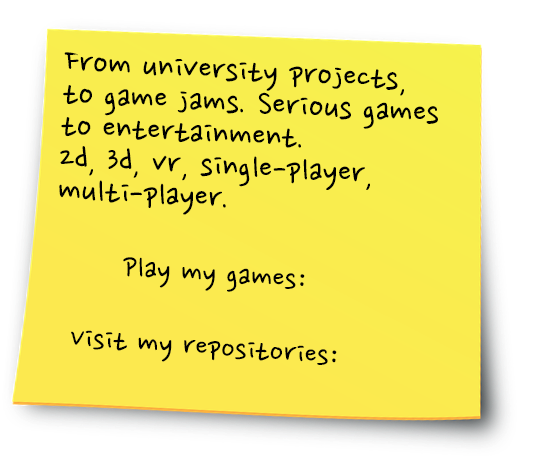 From university projects,
to game jams. Serious games
to entertainment.
2d, 3d, vr, single-player,
multi-player.
Play my games:
Visit my repositories: